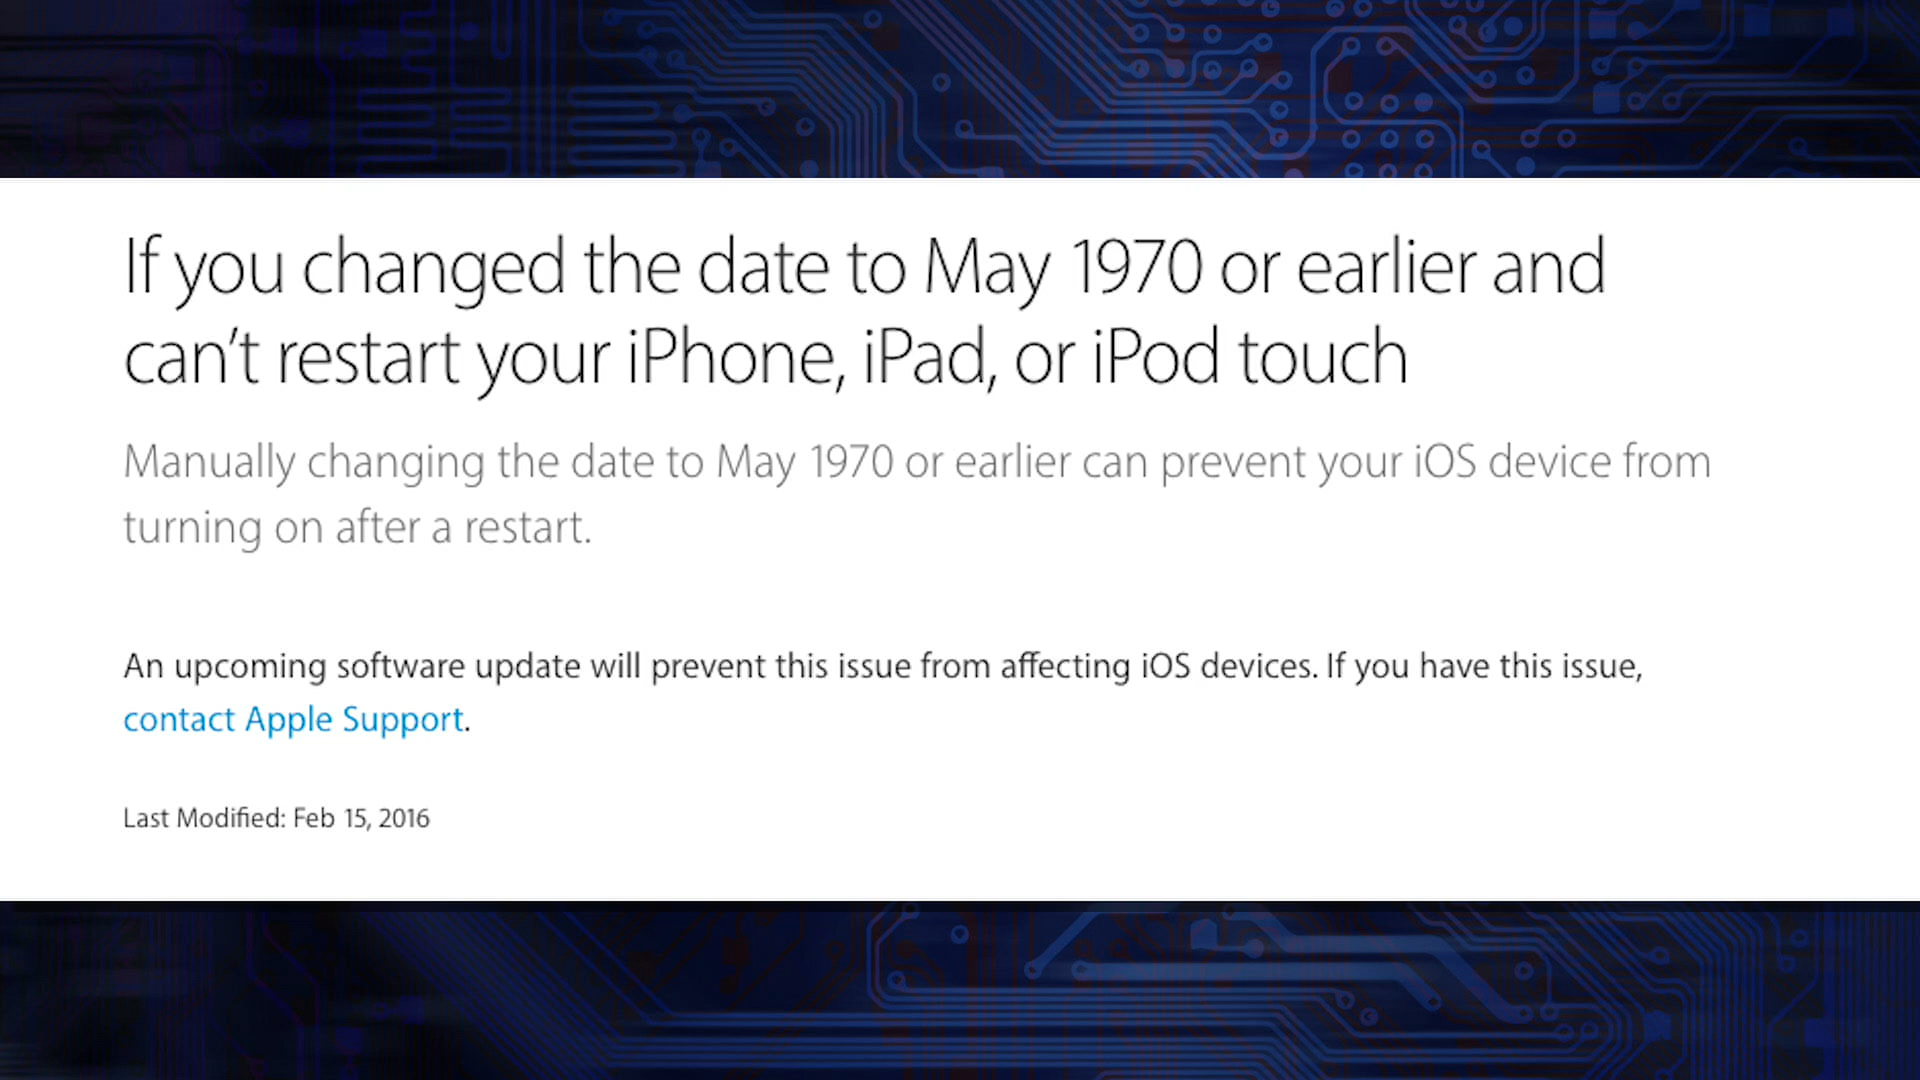 If you changed the date to May 1970 or earlier and
can't restart your iPhone, iPad, or iPod touch
Manually changing the date to May 1970 or earlier can prevent your iOS device from
turning on after a restart.
An upcoming software update will prevent this issue from affecting iOS devices. If you have this issue,
contact Apple Support.
Last Modified: Feb 15, 2016